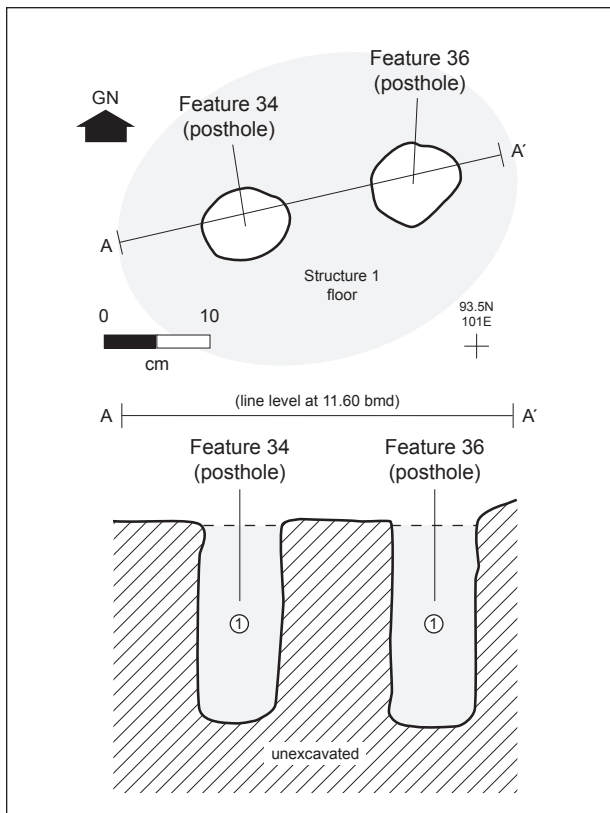 Feature 36
(posthole)
GN
Feature 34
(posthole)
A′
A
Structure 1
floor
0 10
cm
93.5N
101E
A (line level at 11.60 bmd) A′
Feature 34 Feature 36
(posthole) (posthole)
1 1
unexcavated